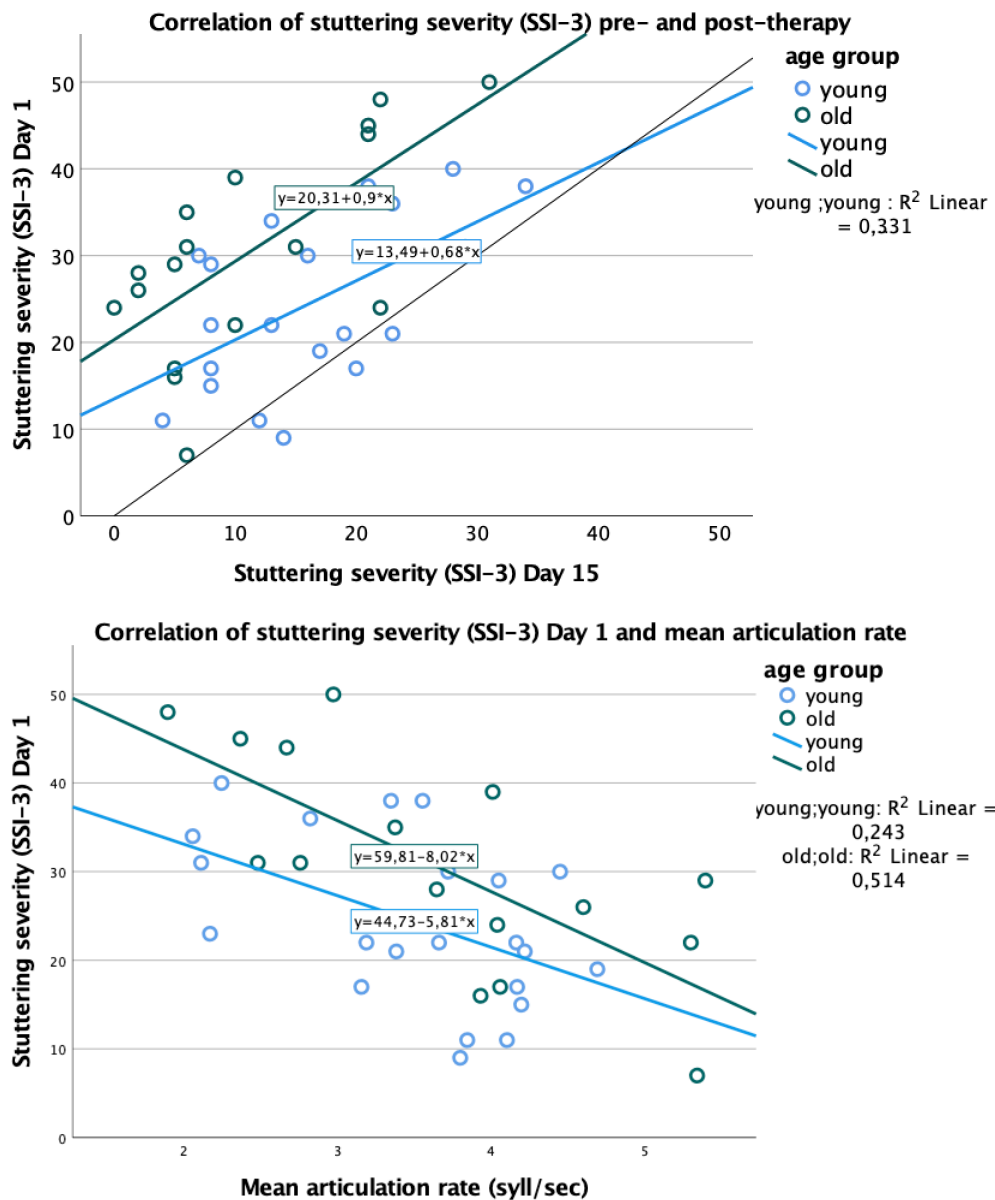 Correlation of stuttering severity (SSI-3) pre- and post-therapy
Stuttering severity (SSI-3) Day 1
50
40
30
20
10
0
y=20,31+0,9*x
y=13,49+0,68*x
0 10 20 30 40 50
Stuttering severity (SSI-3) Day 15
age group
young
old
young
old
young ;young : R² Linear
= 0,331
Correlation of stuttering severity (SSI-3) Day 1 and mean articulation rate
Stuttering severity (SSI-3) Day 1
50
40
30
20
10
0
y=59,81-8,02*x
y=44,73-5,81*x
2 3 4 5
Mean articulation rate (syll/sec)
age group
young
old
young
old
young;young: R² Linear =
0,243
old;old: R² Linear =
0,514